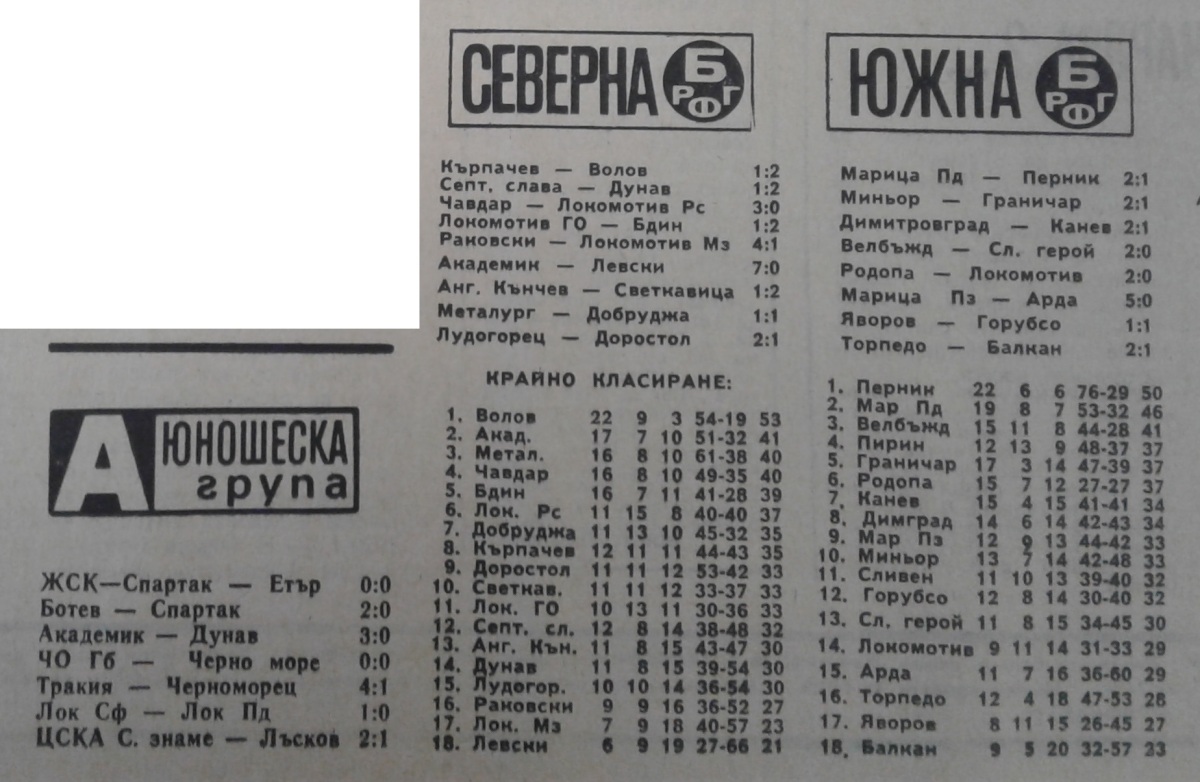 СЕВЕРНА Б РФГ
Кърпачев — Волов 1:2
Септ. слава — Дунав 1:2
Чавдар — Локомотив Рс 3:0
Локомотив ГО — Бдин 1:2
Раковски — Локомотив Мз 4:1
Академик — Левски 7:0
Анг. Кънчев — Светкавица 1:2
Металург — Добруджа 1:1
Лудогорец — Доростол 2:1
КРАЙНО КЛАСИРАНЕ:
1. Волов 22 9 3 54-19 53
2. Акад. 17 7 10 51-32 41
3. Метал. 16 8 10 61-38 40
4. Чавдар 16 8 10 49-35 40
5. Бдин 16 7 11 41-28 39
6. Лок. Рс 11 15 8 40-40 37
7. Добруджа 11 13 10 45-32 35
8. Кърпачев 12 11 11 44-43 35
9. Доростол 11 11 12 53-42 33
10. Светкав. 11 11 12 33-37 33
11. Лок. ГО 10 13 11 30-36 33
12. Септ. сл. 12 8 14 38-48 32
13. Анг. Кън. 11 8 15 43-47 30
14. Дунав 11 8 15 39-54 30
15. Лудогор. 10 10 14 36-54 30
16. Раковски 9 9 16 36-52 27
17. Лок. Мз 7 9 18 40-57 23
18. Левски 6 9 19 27-66 21
ЮЖНА Б РФГ
Марица Пд — Перник 2:1
Миньор — Граничар 2:1
Димитровград — Канев 2:1
Велбъжд — Сл. герой 2:0
Родопа — Локомотив 2:0
Марица Пз — Арда 5:0
Яворов — Горубсо 1:1
Торпедо — Балкан 2:1
1. Перник 22 6 6 76-29 50
2. Мар Пд 19 8 7 53-32 46
3. Велбъжд 15 11 8 44-28 41
4. Пирин 12 13 9 48-37 37
5. Граничар 17 3 14 47-39 37
6. Родопа 15 7 12 27-27 37
7. Канев 15 4 15 41-41 34
8. Димград 14 6 14 42-43 34
9. Мар Пз 12 9 13 44-42 33
10. Миньор 13 7 14 42-48 33
11. Сливен 11 10 13 39-40 32
12. Горубсо 12 8 14 30-40 32
13. Сл. герой 11 8 15 34-45 30
14. Локомотив 9 11 14 31-33 29
15. Арда 11 7 16 36-60 29
16. Торпедо 12 4 18 47-53 28
17. Яворов 8 11 15 26-45 27
18. Балкан 9 5 20 32-57 23
А ЮНОШЕСКА
група
ЖСК—Спартак — Етър 0:0
Ботев — Спартак 2:0
Академик — Дунав 3:0
ЧО Гб — Черно море 0:0
Тракия — Черноморец 4:1
Лок Сф — Лок Пд 1:0
ЦСКА С. знаме — Лъсков 2:1